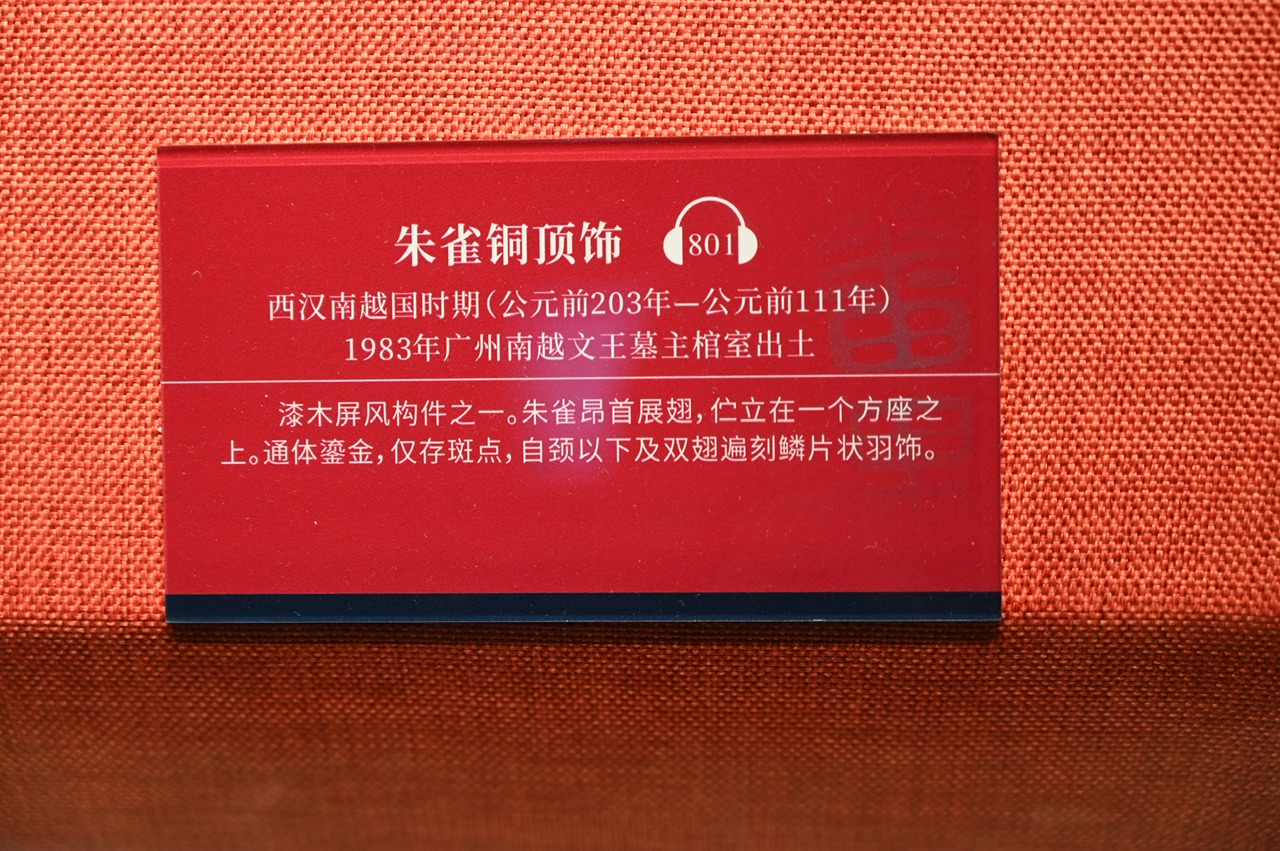 朱雀铜顶饰 801
西汉南越国时期(公元前203年—公元前111年)
1983年广州南越文王墓主棺室出土
漆木屏风构件之一。朱雀昂首展翅,伫立在一个方座之
上。通体鎏金,仅存斑点,自颈以下及双翅遍刻鳞片状羽饰。